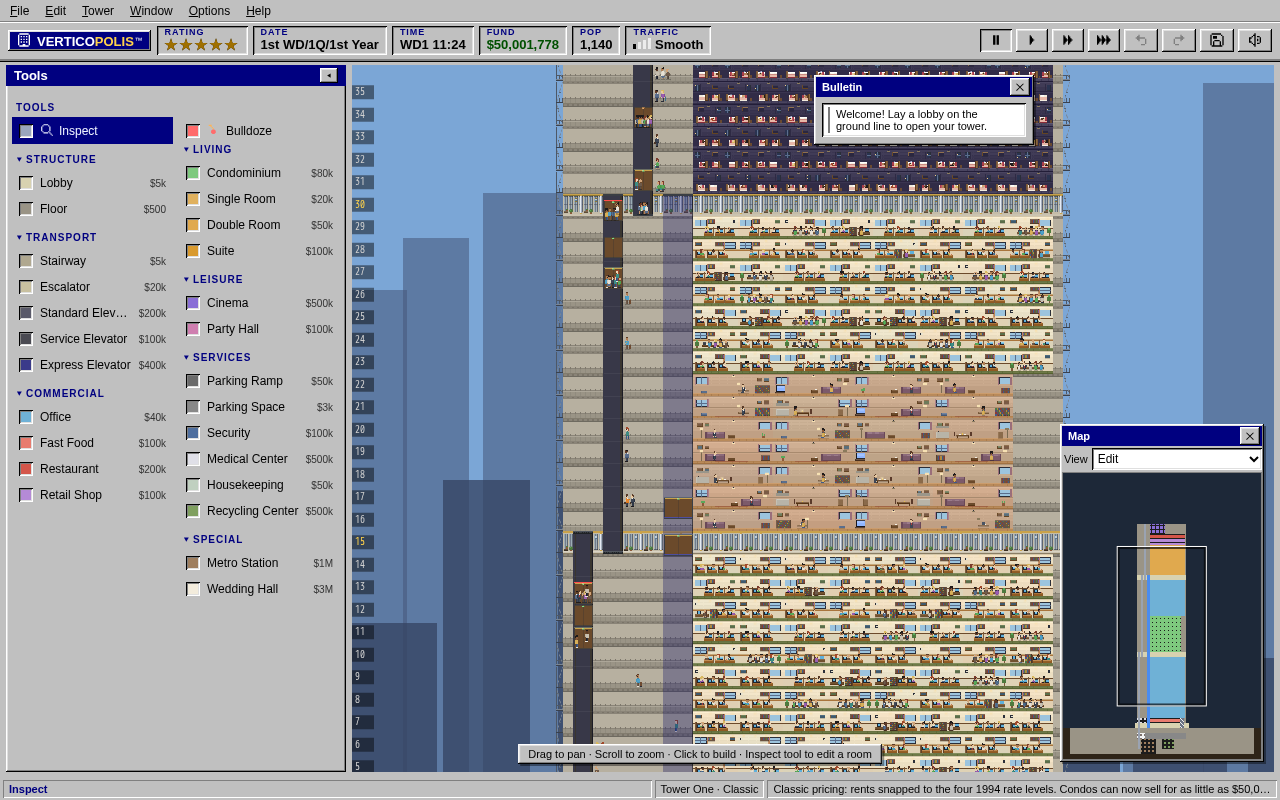 File Edit Tower Window Options Help
VERTICOPOLIS™
RATING
DATE
1st WD/1Q/1st Year
TIME
WD1 11:24
FUND
$50,001,778
POP
1,140
TRAFFIC
Smooth
Tools
TOOLS
Inspect
Bulldoze
STRUCTURE
Lobby $5k
Floor $500
TRANSPORT
Stairway $5k
Escalator $20k
Standard Elev… $200k
Service Elevator $100k
Express Elevator $400k
COMMERCIAL
Office $40k
Fast Food $100k
Restaurant $200k
Retail Shop $100k
LIVING
Condominium $80k
Single Room $20k
Double Room $50k
Suite $100k
LEISURE
Cinema $500k
Party Hall $100k
SERVICES
Parking Ramp $50k
Parking Space $3k
Security $100k
Medical Center $500k
Housekeeping $50k
Recycling Center $500k
SPECIAL
Metro Station $1M
Wedding Hall $3M
35
34
33
32
31
30
29
28
27
26
25
24
23
22
21
20
19
18
17
16
15
14
13
12
11
10
9
8
7
6
5
Bulletin
Welcome! Lay a lobby on the
ground line to open your tower.
Map
View Edit
Drag to pan · Scroll to zoom · Click to build · Inspect tool to edit a room
Inspect
Tower One · Classic
Classic pricing: rents snapped to the four 1994 rate levels. Condos can now sell for as little as $50,0…